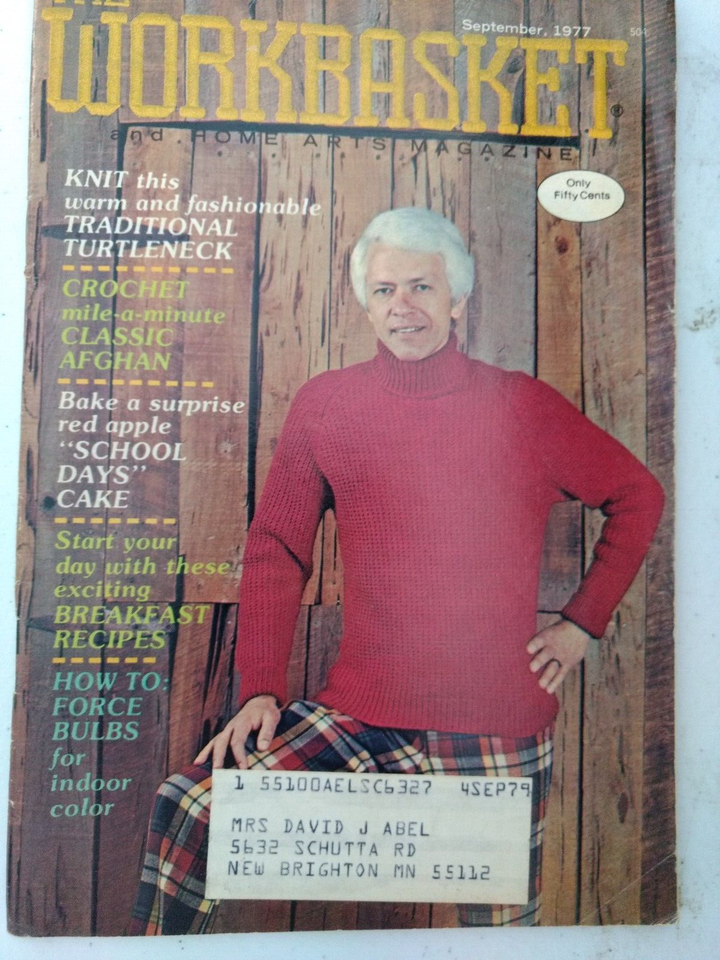 THE
September, 1977 50¢
WORKBASKET®
and HOME ARTS MAGAZINE
Only
Fifty Cents
KNIT this
warm and fashionable
TRADITIONAL
TURTLENECK
CROCHET
mile-a-minute
CLASSIC
AFGHAN
Bake a surprise
red apple
“SCHOOL
DAYS”
CAKE
Start your
day with these
exciting
BREAKFAST
RECIPES
HOW TO:
FORCE
BULBS
for
indoor
color
1 55100AELSC6327 4SEP79
MRS DAVID J ABEL
5632 SCHUTTA RD
NEW BRIGHTON MN 55112